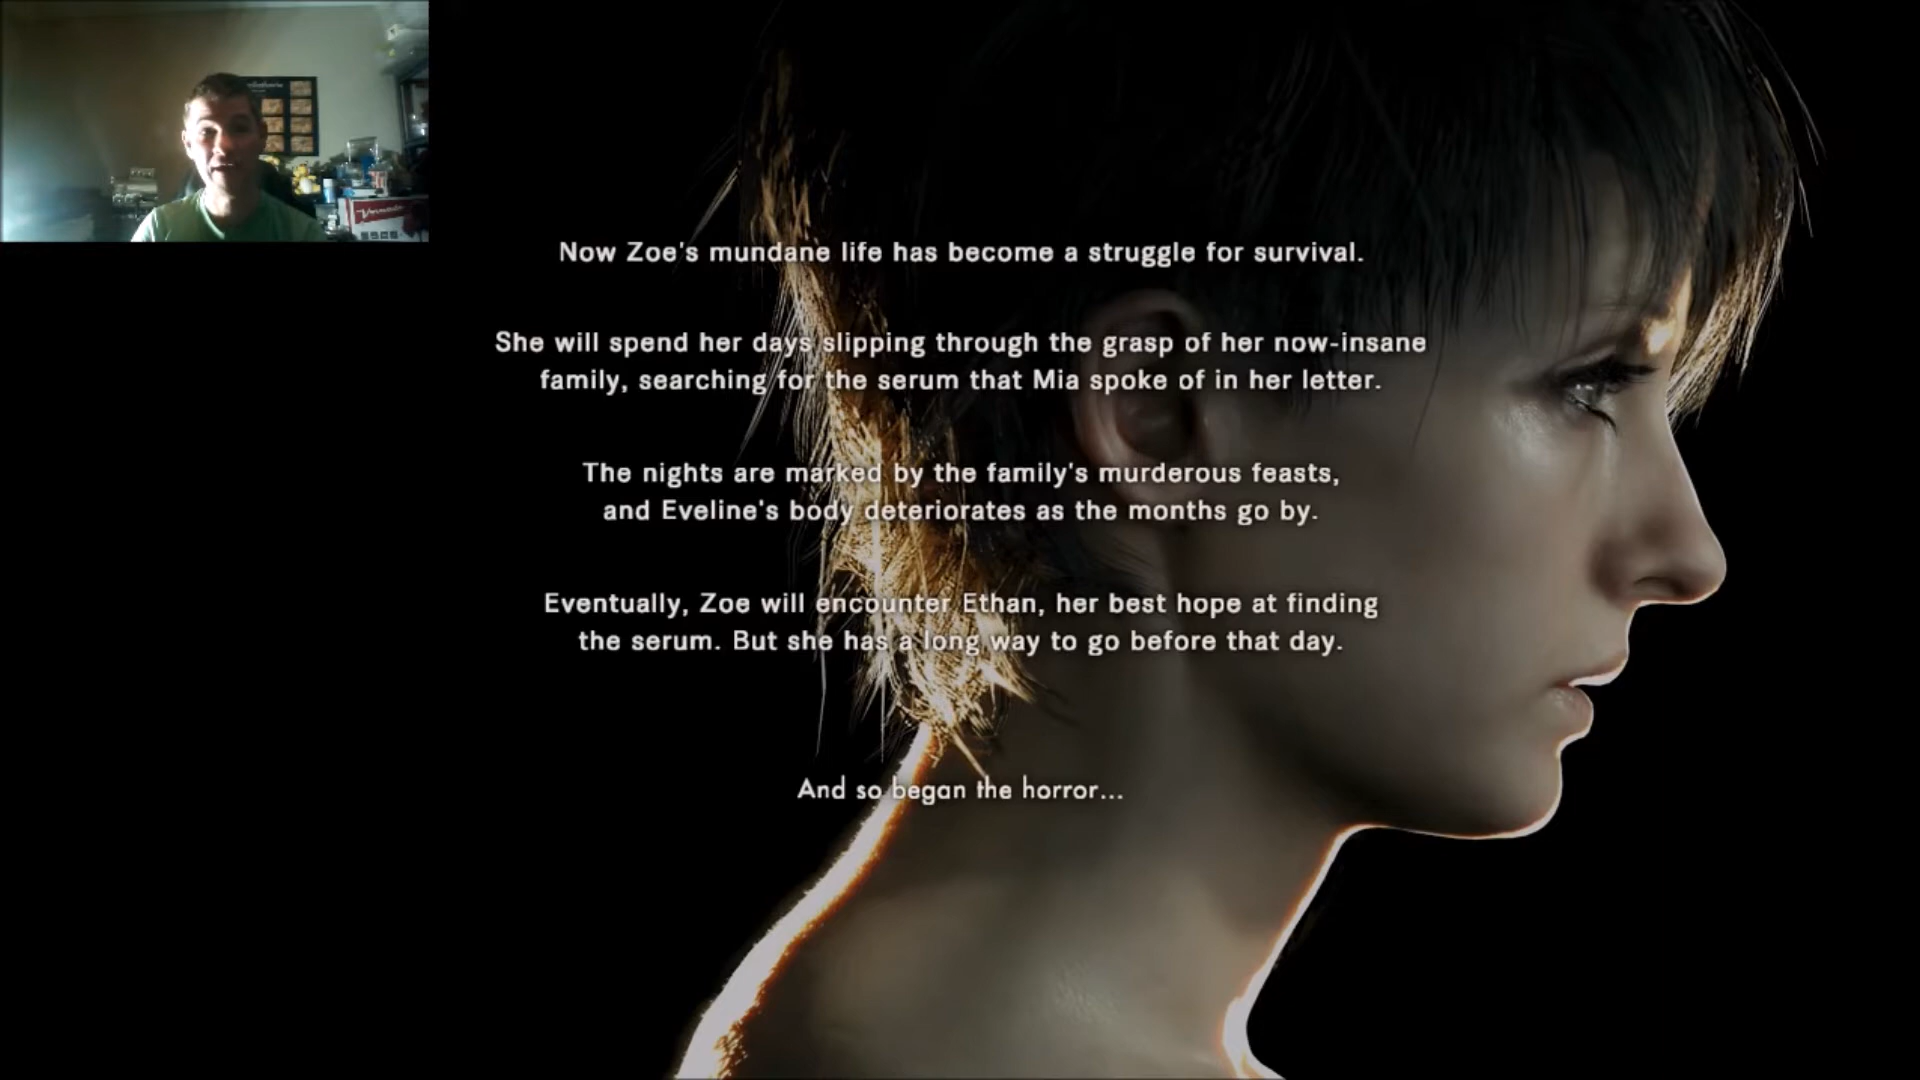 Now Zoe's mundane life has become a struggle for survival.
She will spend her days slipping through the grasp of her now-insane
family, searching for the serum that Mia spoke of in her letter.
The nights are marked by the family's murderous feasts,
and Eveline's body deteriorates as the months go by.
Eventually, Zoe will encounter Ethan, her best hope at finding
the serum. But she has a long way to go before that day.
And so began the horror...